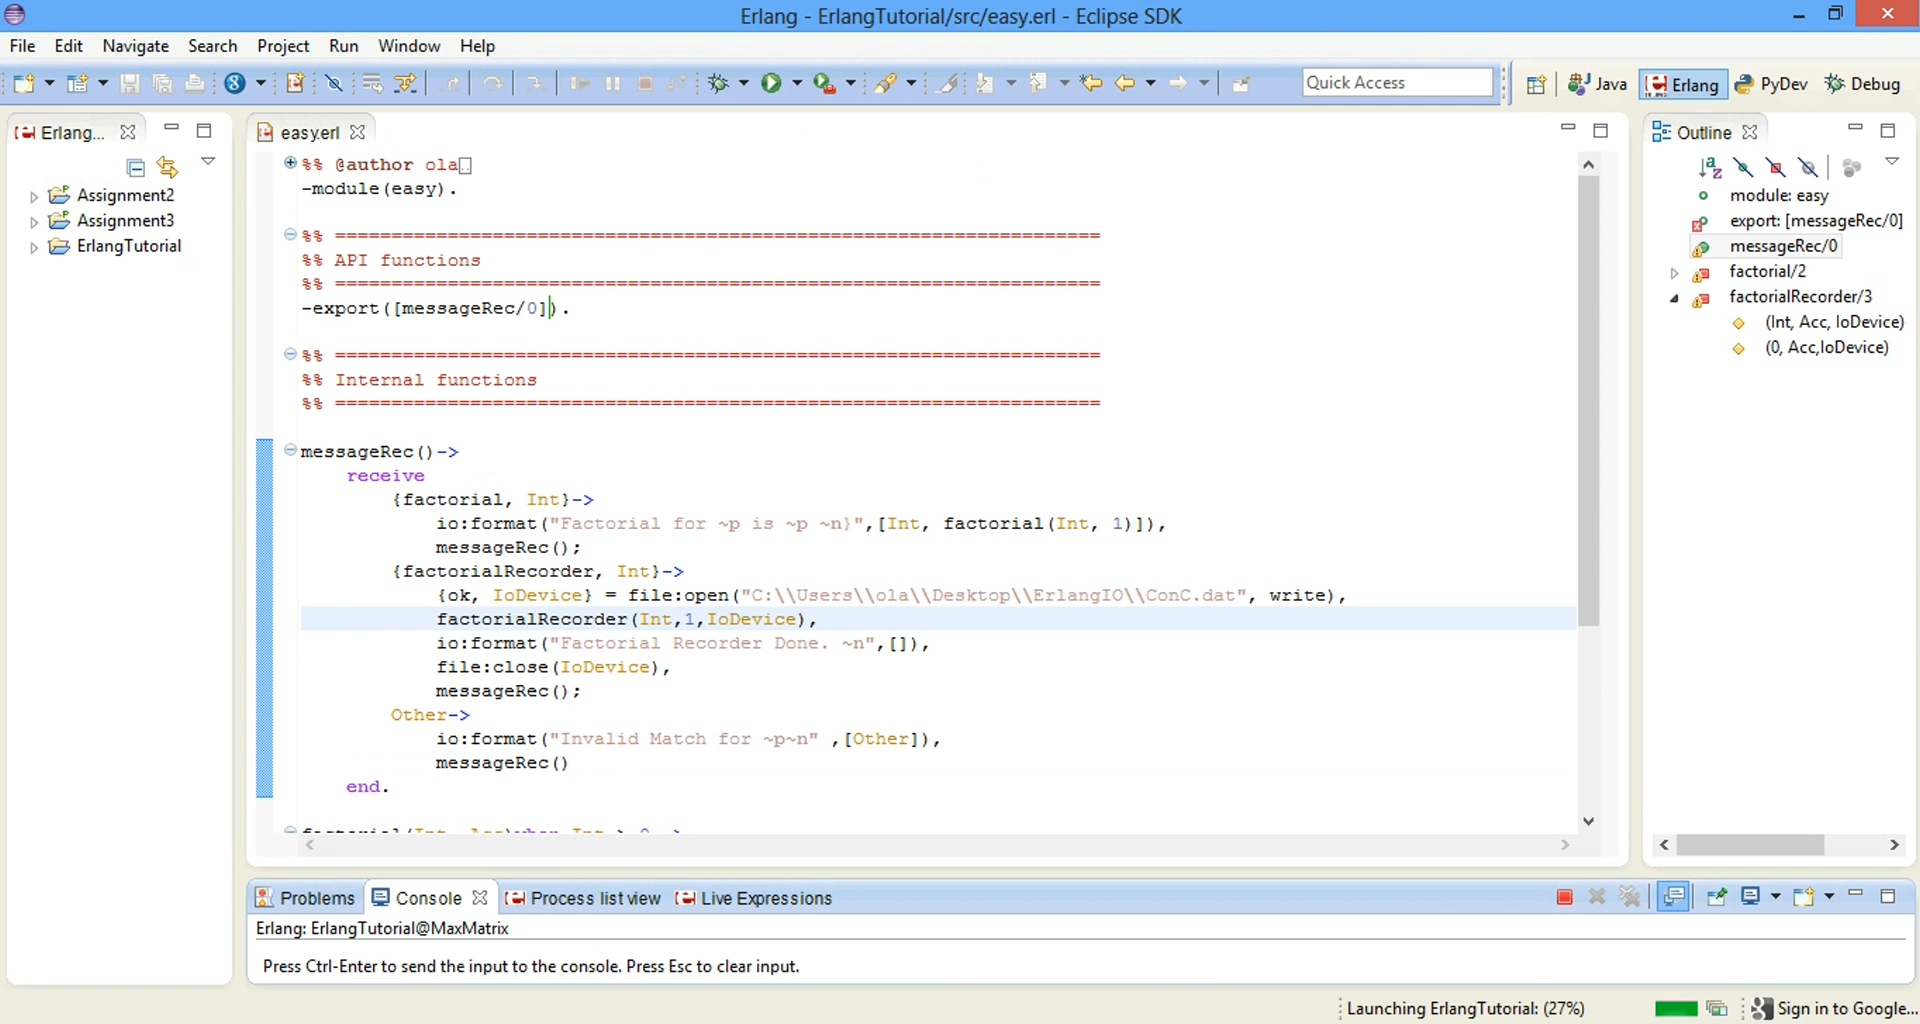 Erlang - ErlangTutorial/src/easy.erl - Eclipse SDK
File Edit Navigate Search Project Run Window Help
Quick Access
Java Erlang PyDev Debug
Erlang...
Assignment2
Assignment3
ErlangTutorial
easy.erl
%% @author ola
-module(easy).
%% ====================================================================
%% API functions
%% ====================================================================
-export([messageRec/0]).
%% ====================================================================
%% Internal functions
%% ====================================================================
messageRec()->
receive
{factorial, Int}->
io:format("Factorial for ~p is ~p ~n}",[Int, factorial(Int, 1)]),
messageRec();
{factorialRecorder, Int}->
{ok, IoDevice} = file:open("C:\\Users\\ola\\Desktop\\ErlangIO\\ConC.dat", write),
factorialRecorder(Int,1,IoDevice),
io:format("Factorial Recorder Done. ~n",[]),
file:close(IoDevice),
messageRec();
Other->
io:format("Invalid Match for ~p~n" ,[Other]),
messageRec()
end.
Outline
module: easy
export: [messageRec/0]
messageRec/0
factorial/2
factorialRecorder/3
(Int, Acc, IoDevice)
(0, Acc,IoDevice)
Problems Console Process list view Live Expressions
Erlang: ErlangTutorial@MaxMatrix
Press Ctrl-Enter to send the input to the console. Press Esc to clear input.
Launching ErlangTutorial: (27%)
Sign in to Google...